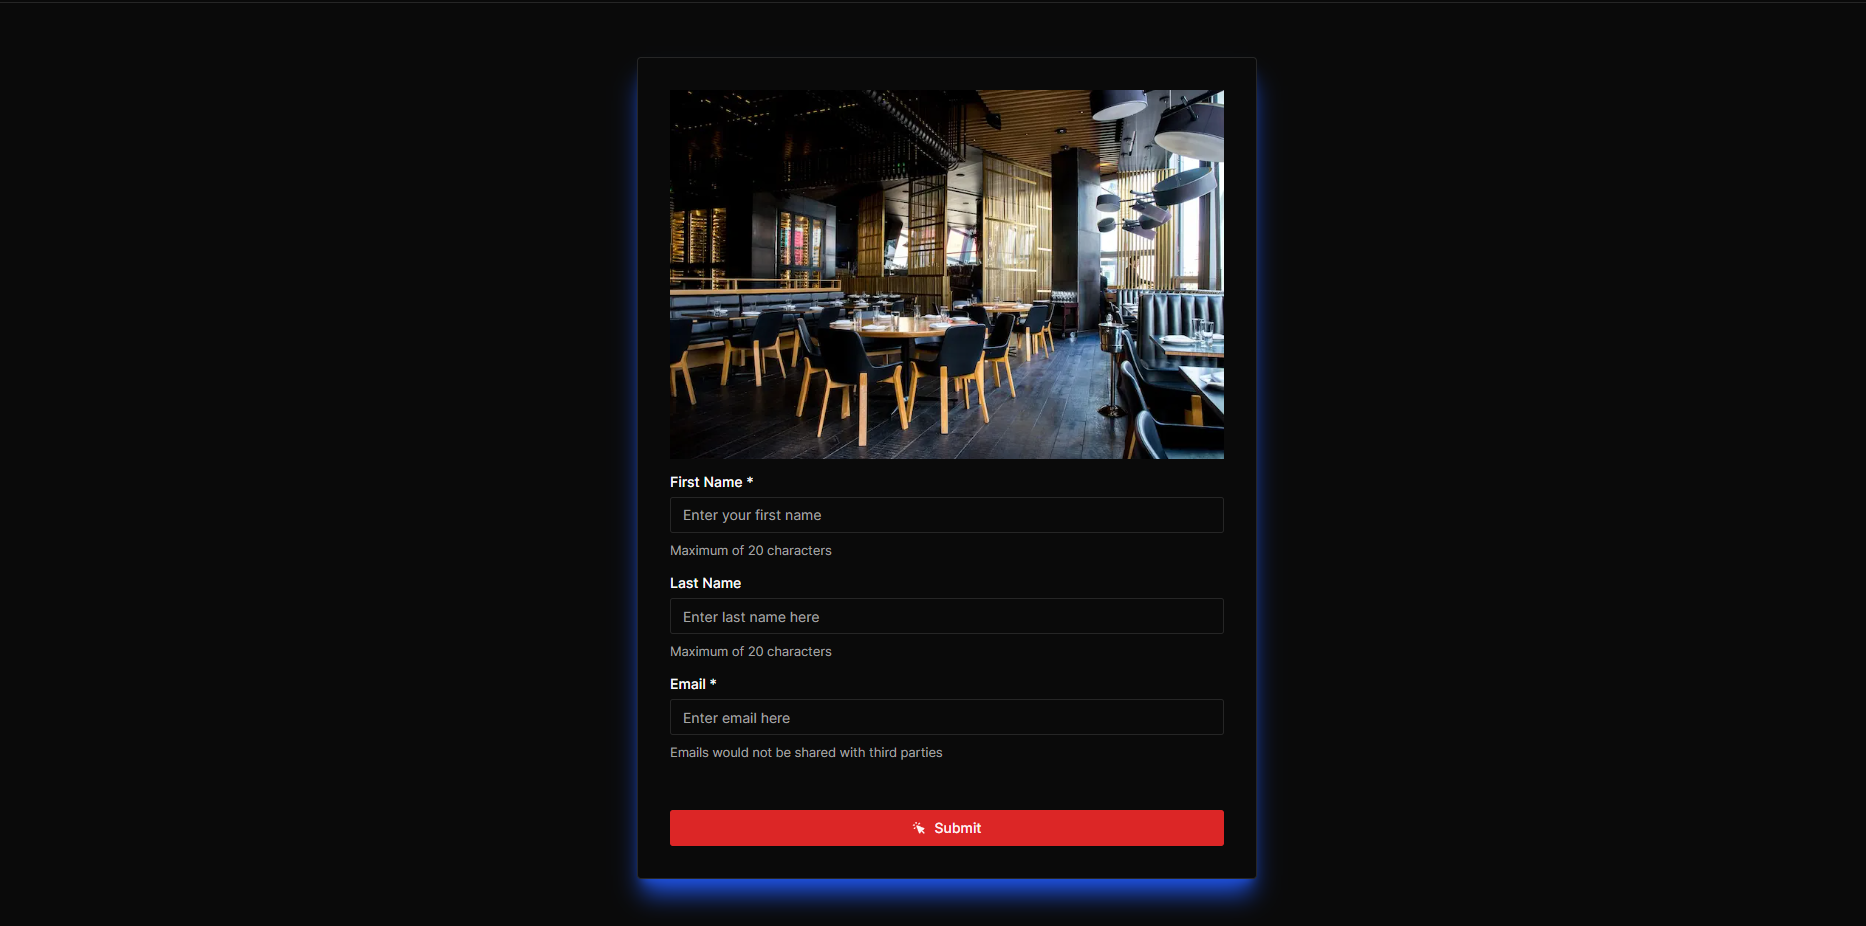 First Name *
Enter your first name
Maximum of 20 characters
Last Name
Enter last name here
Maximum of 20 characters
Email *
Enter email here
Emails would not be shared with third parties
Submit